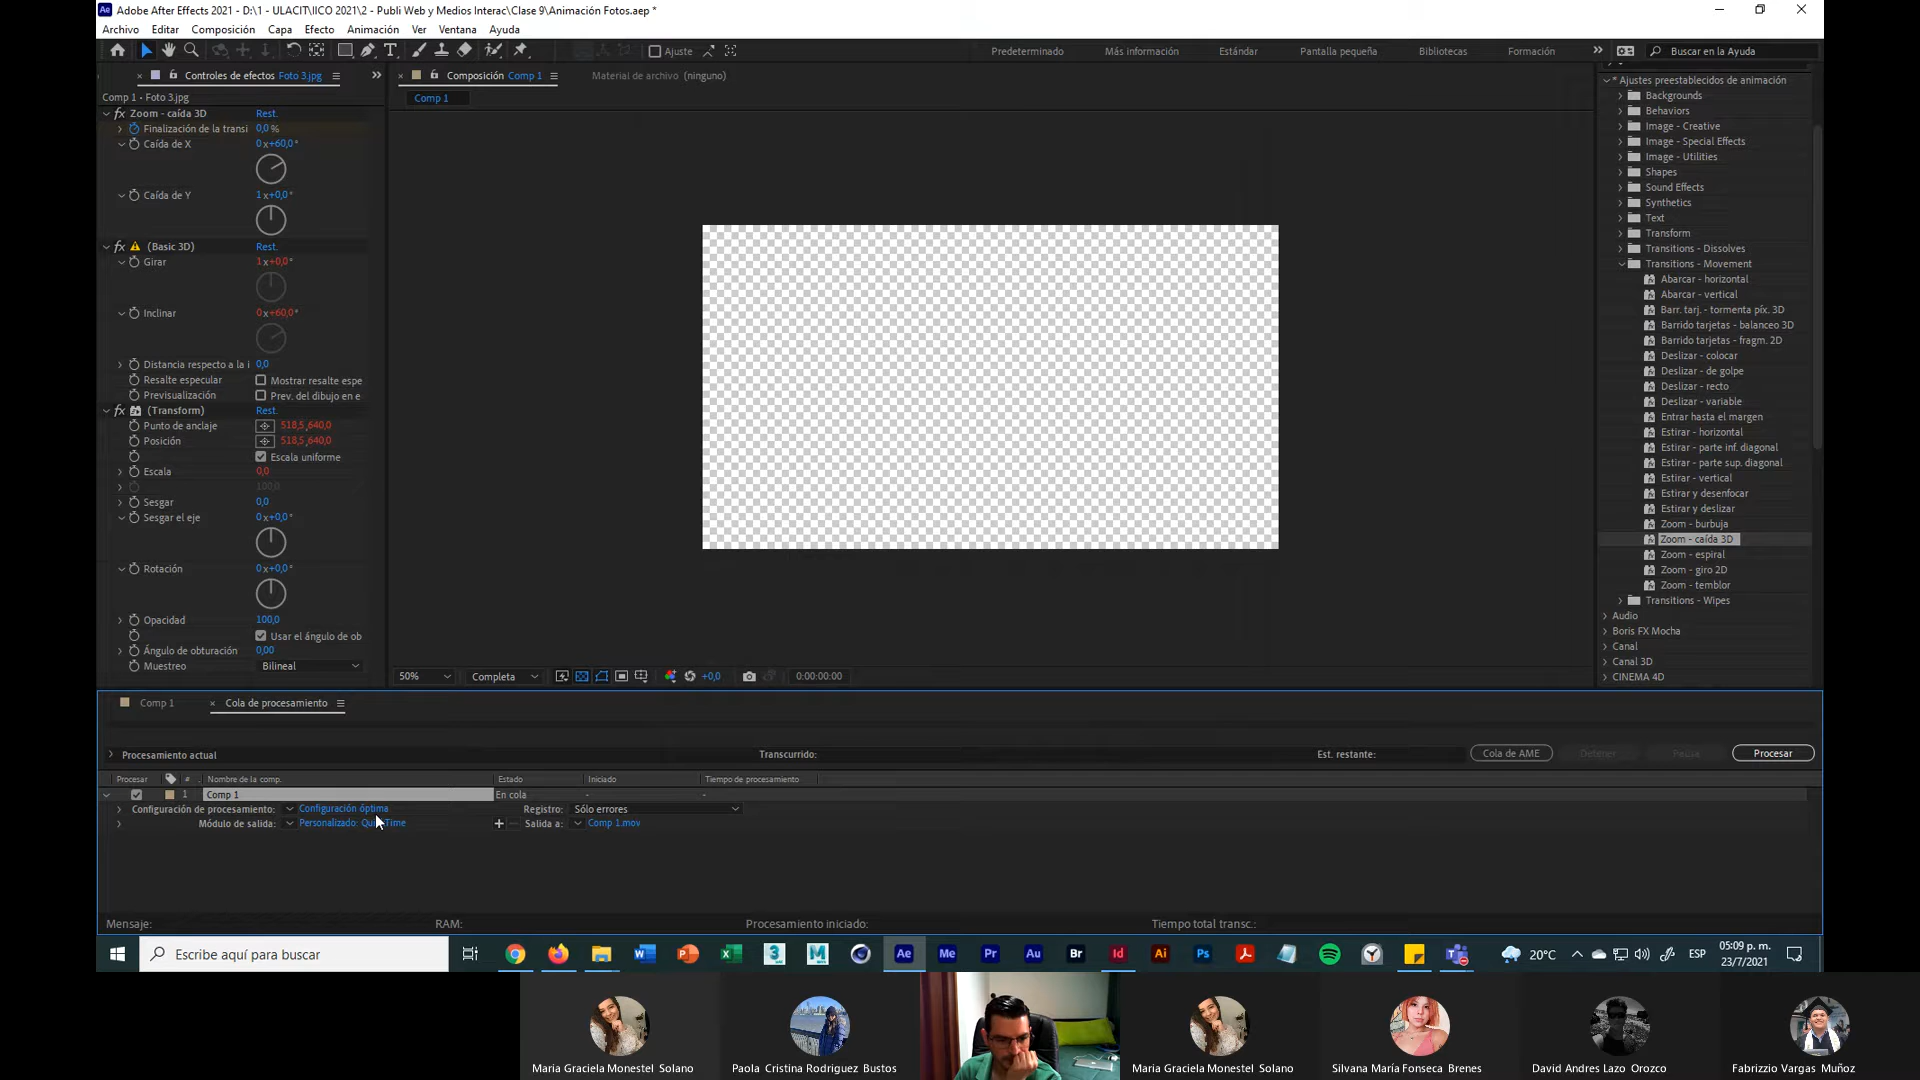 Adobe After Effects 2021 - D:\1 - ULACIT\IICO 2021\2 - Publi Web y Medios Interac\Clase 9\Animación Fotos.aep *
Archivo Editar Composición Capa Efecto Animación Ver Ventana Ayuda
Ajuste Predeterminado Más información Estándar Pantalla pequeña Bibliotecas Formación Buscar en la Ayuda
Controles de efectos Foto 3.jpg
Comp 1 • Foto 3.jpg
Zoom - caída 3D Rest.
Finalización de la transi 0,0 %
Caída de X 0 x+60,0°
Caída de Y 1 x+0,0°
(Basic 3D) Rest.
Girar 1 x+0,0°
Inclinar 0 x+60,0°
Distancia respecto a la i 0,0
Resalte especular Mostrar resalte espe
Previsualización Prev. del dibujo en e
(Transform) Rest.
Punto de anclaje 518,5,640,0
Posición 518,5,640,0
Escala uniforme
Escala 0,0
100,0
Sesgar 0,0
Sesgar el eje 0 x+0,0°
Rotación 0 x+0,0°
Opacidad 100,0
Usar el ángulo de ob
Ángulo de obturación 0,00
Muestreo Bilineal
Composición Comp 1 Material de archivo (ninguno)
Comp 1
50% Completa +0,0 0:00:00:00
* Ajustes preestablecidos de animación
Backgrounds
Behaviors
Image - Creative
Image - Special Effects
Image - Utilities
Shapes
Sound Effects
Synthetics
Text
Transform
Transitions - Dissolves
Transitions - Movement
Abarcar - horizontal
Abarcar - vertical
Barr. tarj. - tormenta píx. 3D
Barrido tarjetas - balanceo 3D
Barrido tarjetas - fragm. 2D
Deslizar - colocar
Deslizar - de golpe
Deslizar - recto
Deslizar - variable
Entrar hasta el margen
Estirar - horizontal
Estirar - parte inf. diagonal
Estirar - parte sup. diagonal
Estirar - vertical
Estirar y desenfocar
Estirar y deslizar
Zoom - burbuja
Zoom - caída 3D
Zoom - espiral
Zoom - giro 2D
Zoom - temblor
Transitions - Wipes
Audio
Boris FX Mocha
Canal
Canal 3D
CINEMA 4D
Comp 1 Cola de procesamiento
Procesamiento actual Transcurrido: Est. restante: Cola de AME Detener Pausa Procesar
Procesar # Nombre de la comp. Estado Iniciado Tiempo de procesamiento
1 Comp 1 En cola - -
Configuración de procesamiento: Configuración óptima Registro: Sólo errores
Módulo de salida: Personalizado: Time Salida a: Comp 1.mov
Mensaje: RAM: Procesamiento iniciado: Tiempo total transc.:
Escribe aquí para buscar 20°C ESP 05:09 p. m.
23/7/2021
Maria Graciela Monestel Solano Paola Cristina Rodriguez Bustos Maria Graciela Monestel Solano Silvana María Fonseca Brenes David Andres Lazo Orozco Fabrizzio Vargas Muñoz